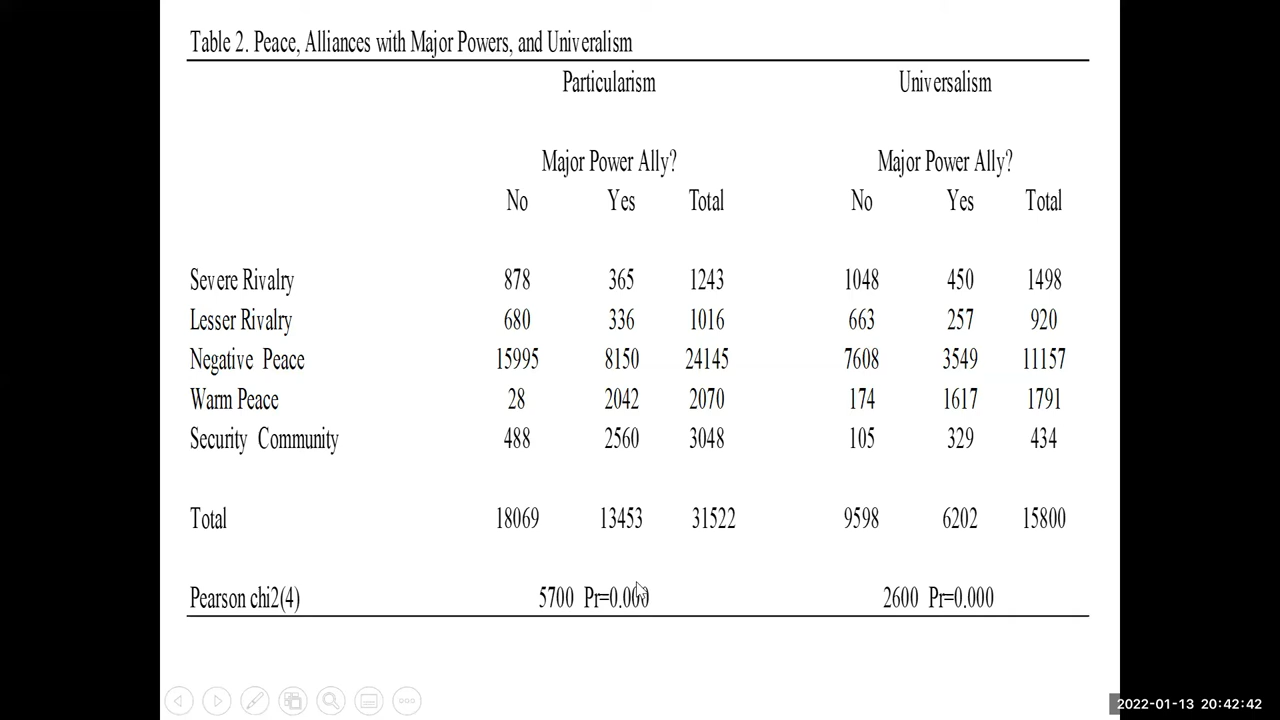 Table 2. Peace, Alliances with Major Powers, and Univeralism
Particularism Universalism
Major Power Ally? Major Power Ally?
No Yes Total No Yes Total
Severe Rivalry 878 365 1243 1048 450 1498
Lesser Rivalry 680 336 1016 663 257 920
Negative Peace 15995 8150 24145 7608 3549 11157
Warm Peace 28 2042 2070 174 1617 1791
Security Community 488 2560 3048 105 329 434
Total 18069 13453 31522 9598 6202 15800
Pearson chi2(4) 5700 Pr=0.000 2600 Pr=0.000
2022-01-13 20:42:42